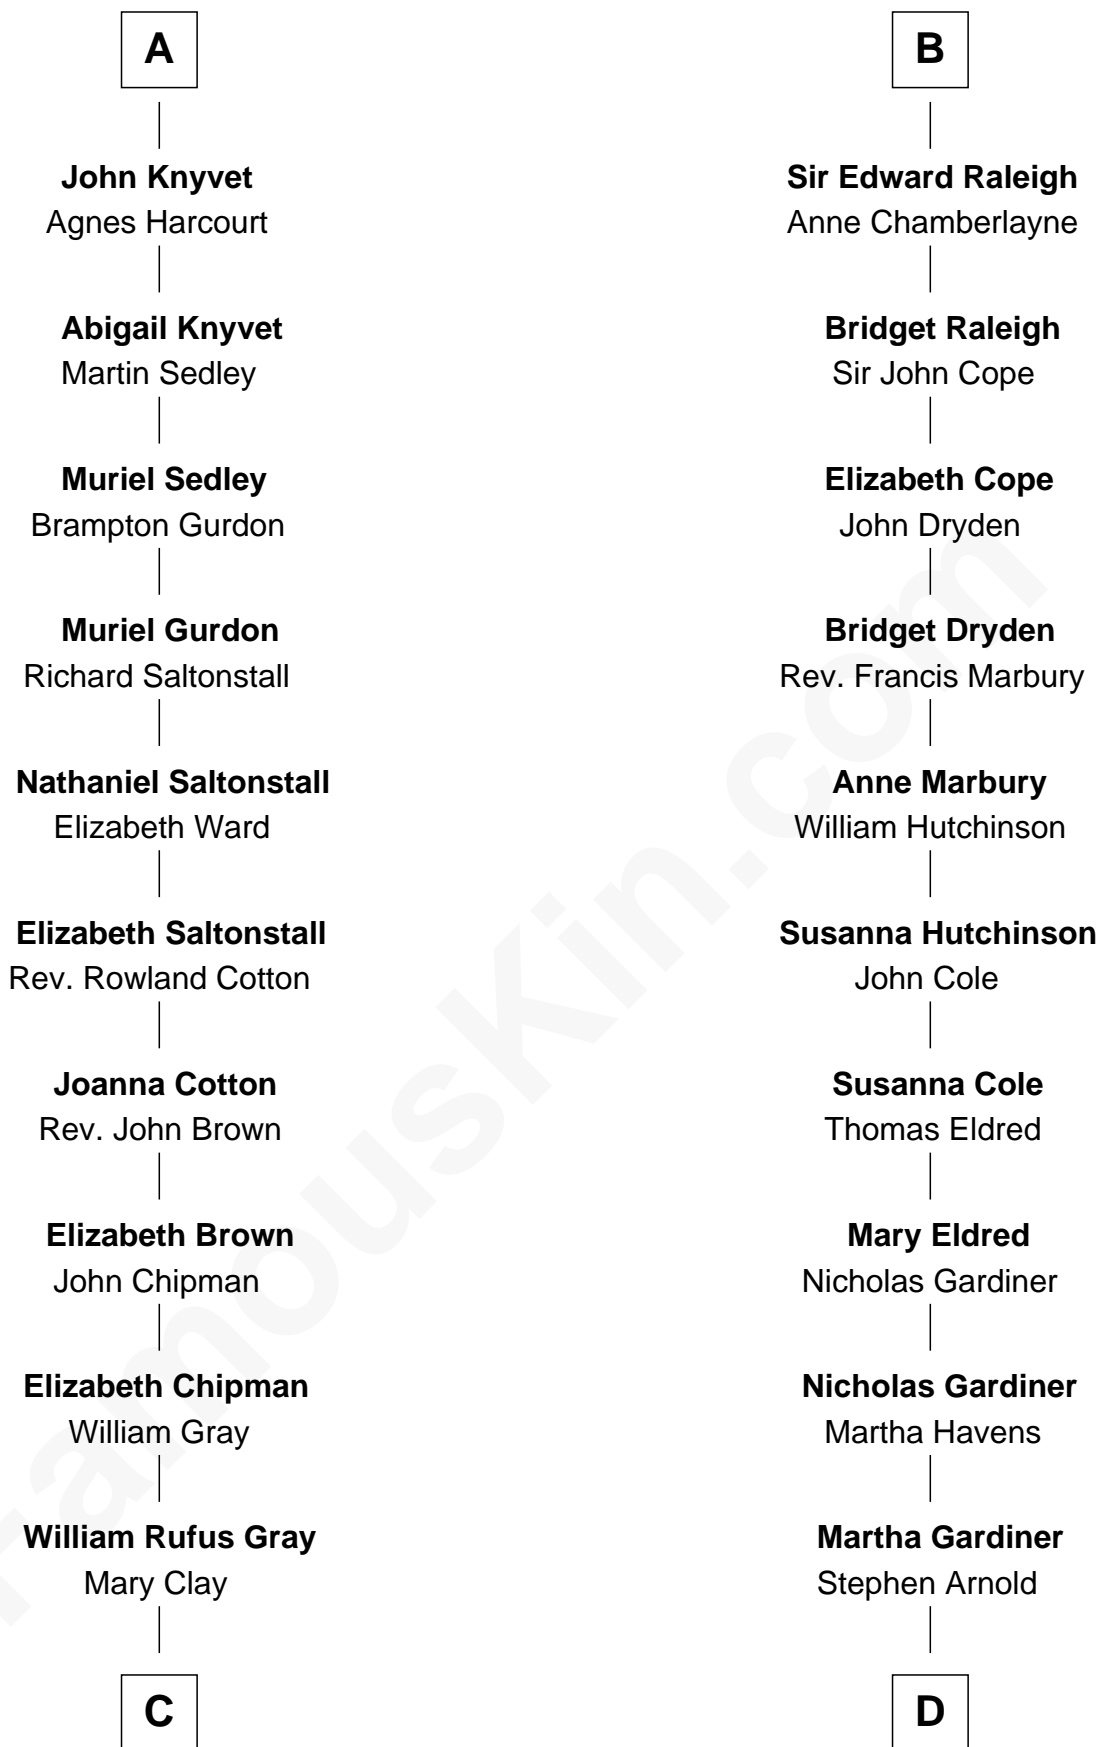 A
John Knyvet
Agnes Harcourt
Abigail Knyvet
Martin Sedley
Muriel Sedley
Brampton Gurdon
Muriel Gurdon
Richard Saltonstall
Nathaniel Saltonstall
Elizabeth Ward
Elizabeth Saltonstall
Rev. Rowland Cotton
Joanna Cotton
Rev. John Brown
Elizabeth Brown
John Chipman
Elizabeth Chipman
William Gray
William Rufus Gray
Mary Clay
C
B
Sir Edward Raleigh
Anne Chamberlayne
Bridget Raleigh
Sir John Cope
Elizabeth Cope
John Dryden
Bridget Dryden
Rev. Francis Marbury
Anne Marbury
William Hutchinson
Susanna Hutchinson
John Cole
Susanna Cole
Thomas Eldred
Mary Eldred
Nicholas Gardiner
Nicholas Gardiner
Martha Havens
Martha Gardiner
Stephen Arnold
D
FamousKin.com